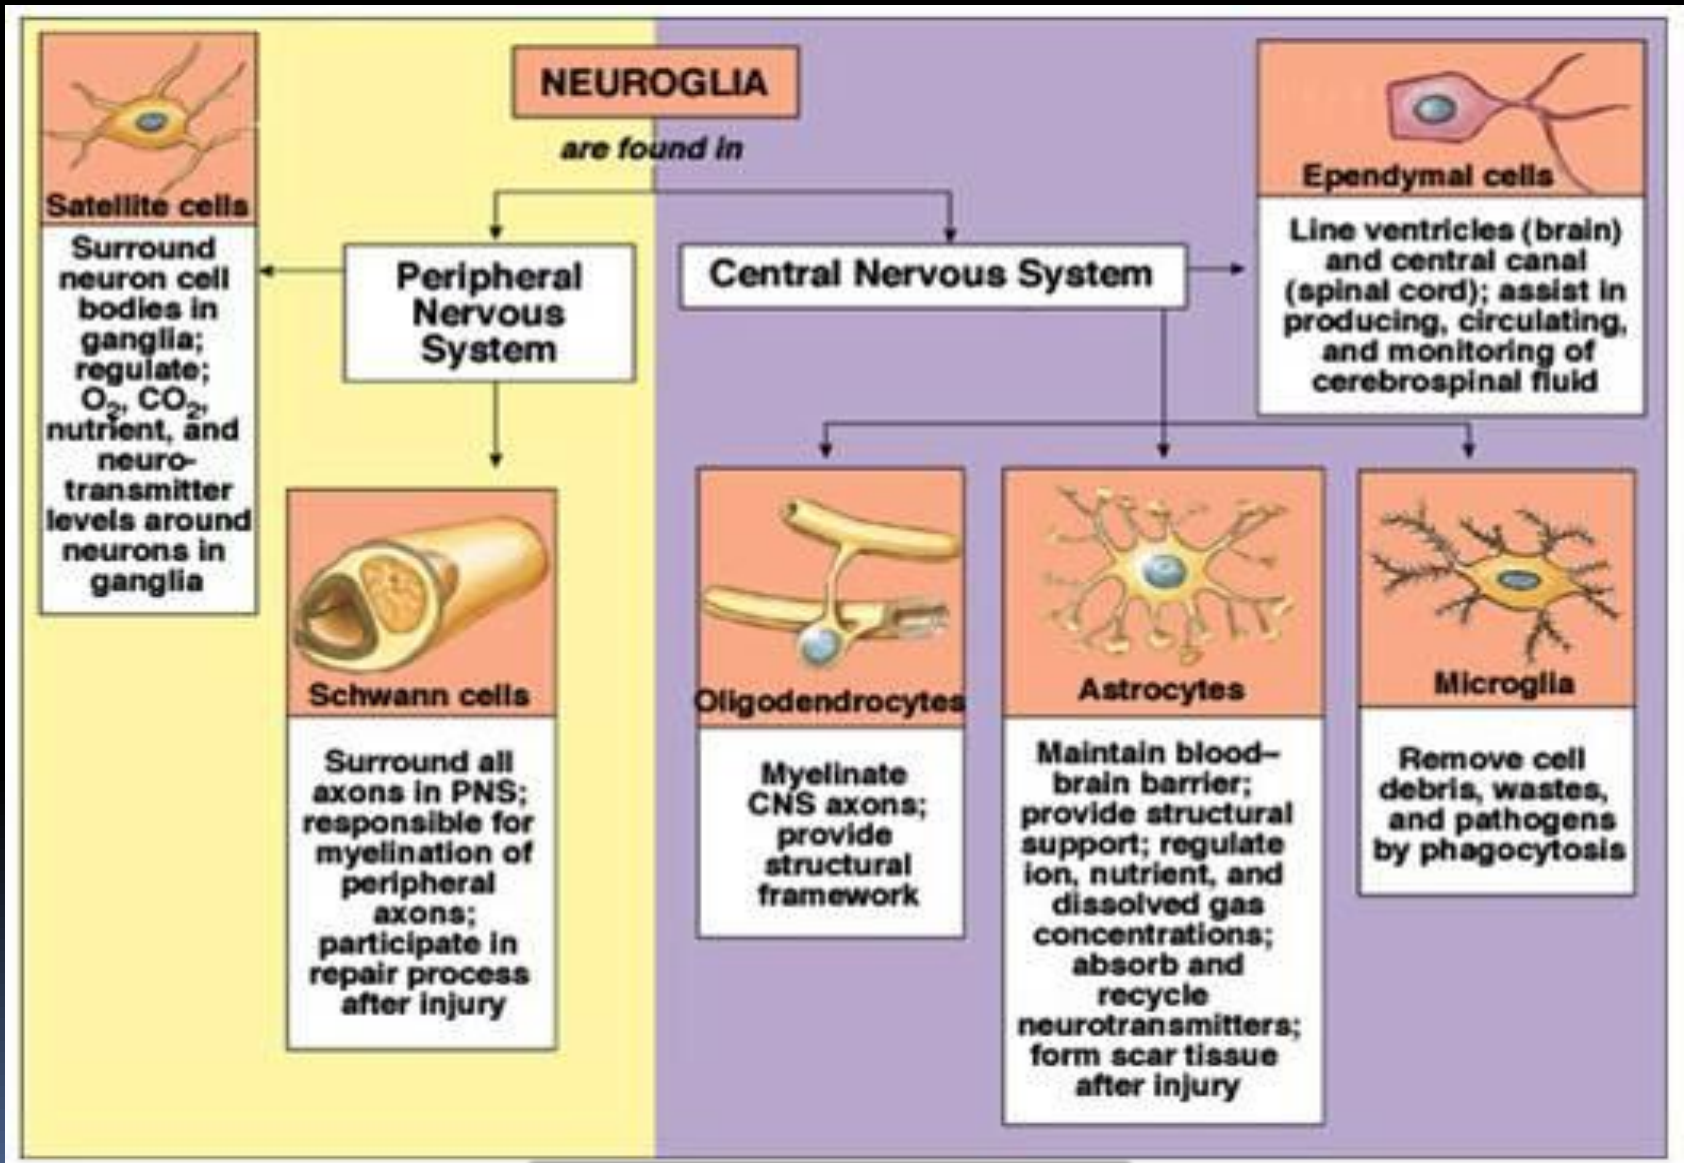 NEUROGLIA
are found in
Satellite cells
Surround
neuron cell
bodies in
ganglia;
regulate;
O₂, CO₂,
nutrient, and
neuro-
transmitter
levels around
neurons in
ganglia
Peripheral
Nervous
System
Schwann cells
Surround all
axons in PNS;
responsible for
myelination of
peripheral
axons;
participate in
repair process
after injury
Central Nervous System
Ependymal cells
Line ventricles (brain)
and central canal
(spinal cord); assist in
producing, circulating,
and monitoring of
cerebrospinal fluid
Oligodendrocytes
Myelinate
CNS axons;
provide
structural
framework
Astrocytes
Maintain blood–
brain barrier;
provide structural
support; regulate
ion, nutrient, and
dissolved gas
concentrations;
absorb and
recycle
neurotransmitters;
form scar tissue
after injury
Microglia
Remove cell
debris, wastes,
and pathogens
by phagocytosis